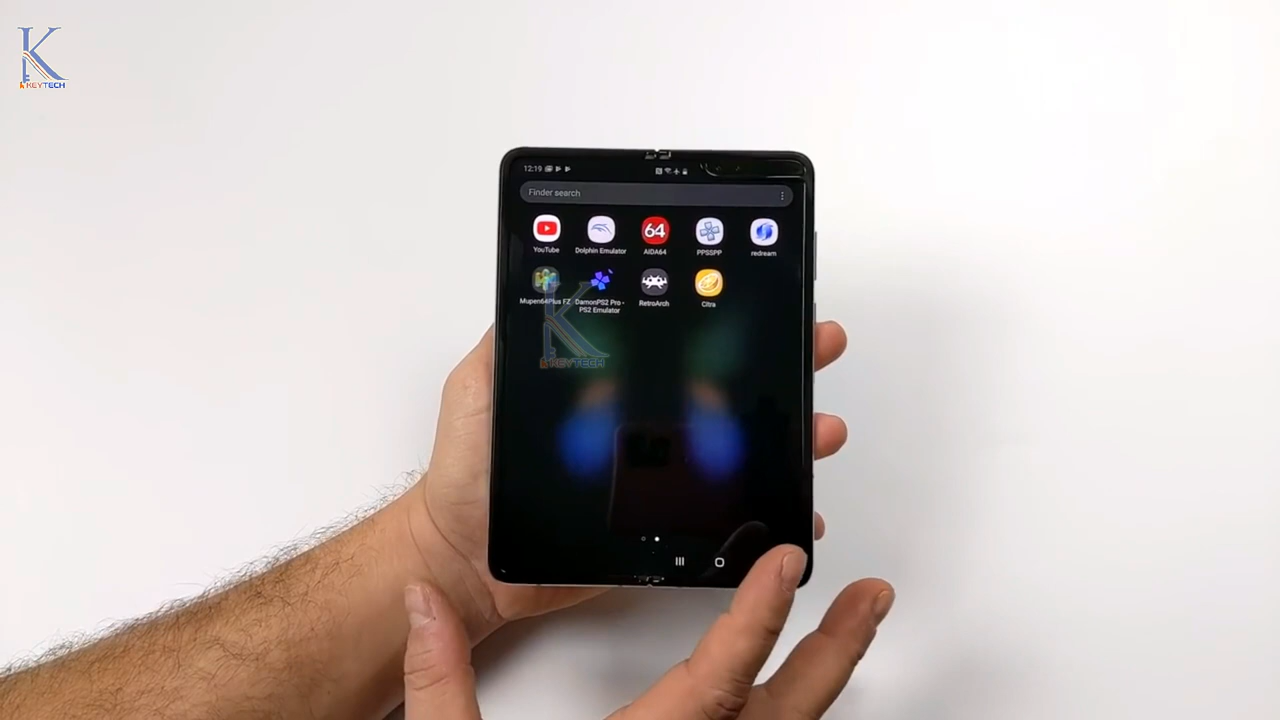 K
KEYTECH
12:19
Finder search
YouTube
Dolphin Emulator
64
AIDA64
PPSSPP
redream
Mupen64Plus FZ
DamonPS2 Pro -
PS2 Emulator
RetroArch
Citra
K
KEYTECH